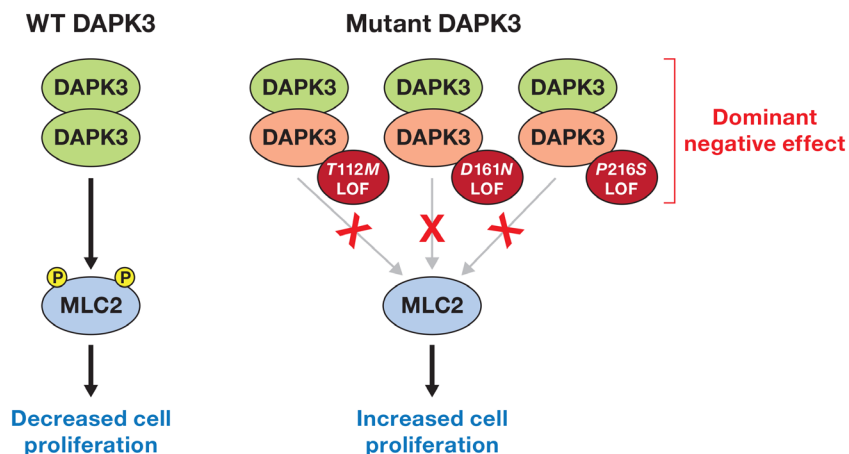 WT DAPK3
DAPK3
DAPK3
P
P
MLC2
Decreased cell
proliferation
Mutant DAPK3
DAPK3
DAPK3
DAPK3
DAPK3
DAPK3
DAPK3
T112M
LOF
D161N
LOF
P216S
LOF
X
X
X
MLC2
Increased cell
proliferation
Dominant
negative effect